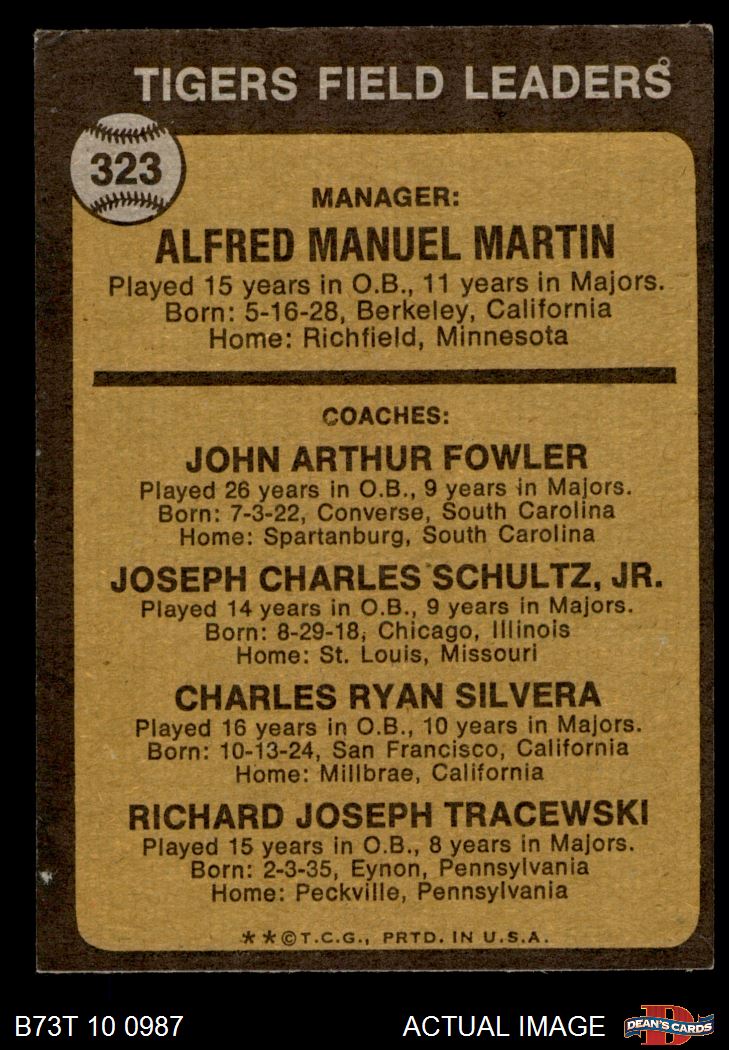 TIGERS FIELD LEADERS
323
MANAGER:
ALFRED MANUEL MARTIN
Played 15 years in O.B., 11 years in Majors.
Born: 5-16-28, Berkeley, California
Home: Richfield, Minnesota
COACHES:
JOHN ARTHUR FOWLER
Played 26 years in O.B., 9 years in Majors.
Born: 7-3-22, Converse, South Carolina
Home: Spartanburg, South Carolina
JOSEPH CHARLES SCHULTZ, JR.
Played 14 years in O.B., 9 years in Majors.
Born: 8-29-18, Chicago, Illinois
Home: St. Louis, Missouri
CHARLES RYAN SILVERA
Played 16 years in O.B., 10 years in Majors.
Born: 10-13-24, San Francisco, California
Home: Millbrae, California
RICHARD JOSEPH TRACEWSKI
Played 15 years in O.B., 8 years in Majors.
Born: 2-3-35, Eynon, Pennsylvania
Home: Peckville, Pennsylvania
**©T.C.G., PRTD. IN U.S.A.
B73T 10 0987 ACTUAL IMAGE
D
DEAN'S CARDS